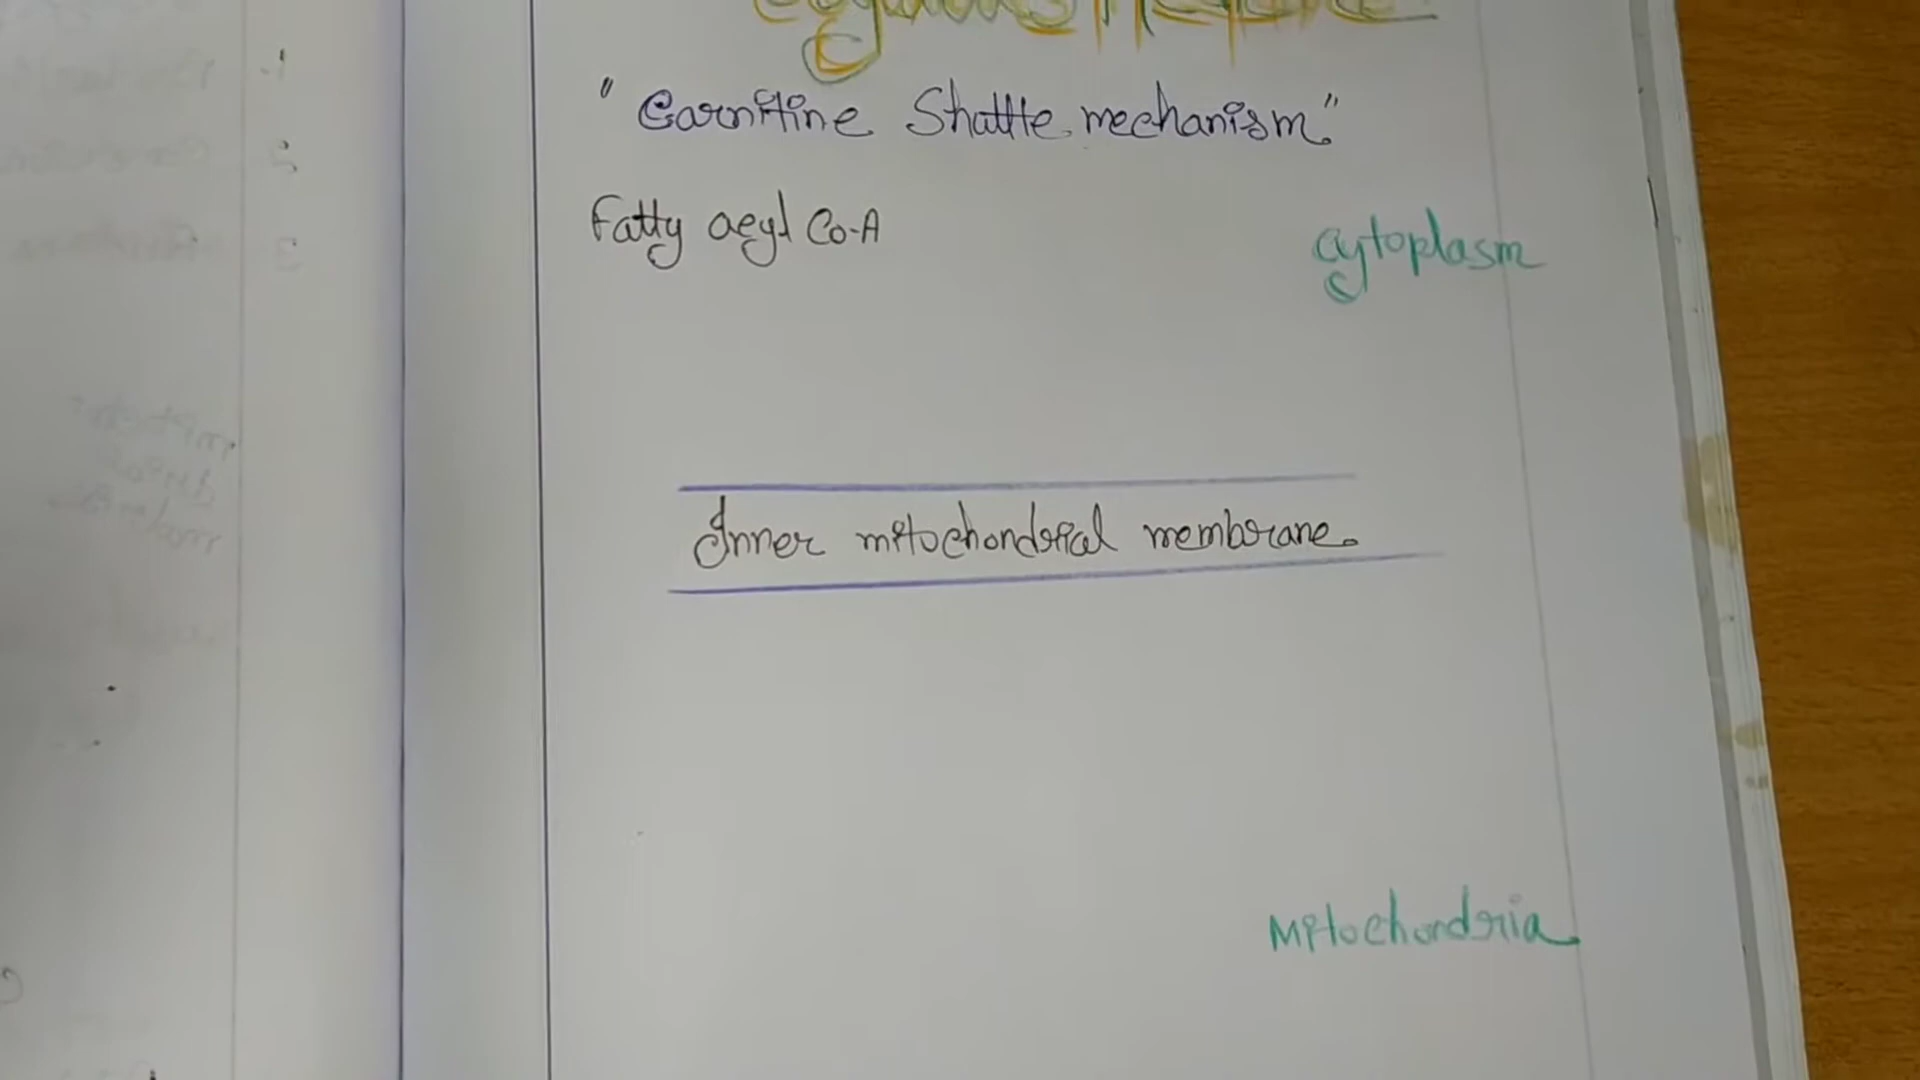 "Carnitine Shuttle mechanism."
Fatty acyl Co-A
Cytoplasm
Inner mitochondrial membrane.
Mitochondria